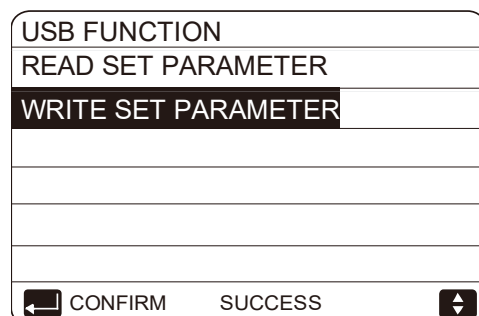 USB FUNCTION
READ SET PARAMETER
WRITE SET PARAMETER
CONFIRM SUCCESS